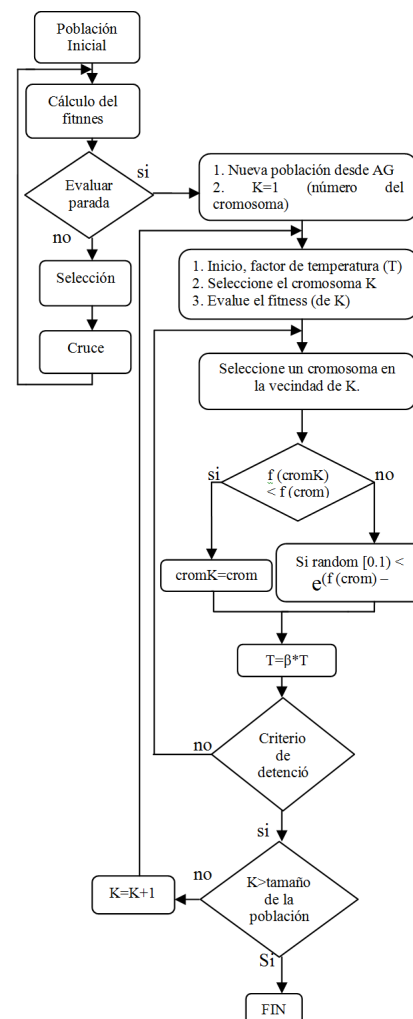 Población
Inicial
Cálculo del
fitnnes
Evaluar
parada
si
no
Selección
Cruce
1. Nueva población desde AG
2. K=1 (número del
cromosoma)
1. Inicio, factor de temperatura (T)
2. Seleccione el cromosoma K
3. Evalue el fitness (de K)
Seleccione un cromosoma en
la vecindad de K.
f (cromK)
< f (crom)
si
no
cromK=crom
Si random [0.1) <
e(f (crom) –
T=β*T
Criterio
de
detenció
no
si
K>tamaño
de la
población
no
K=K+1
Si
FIN